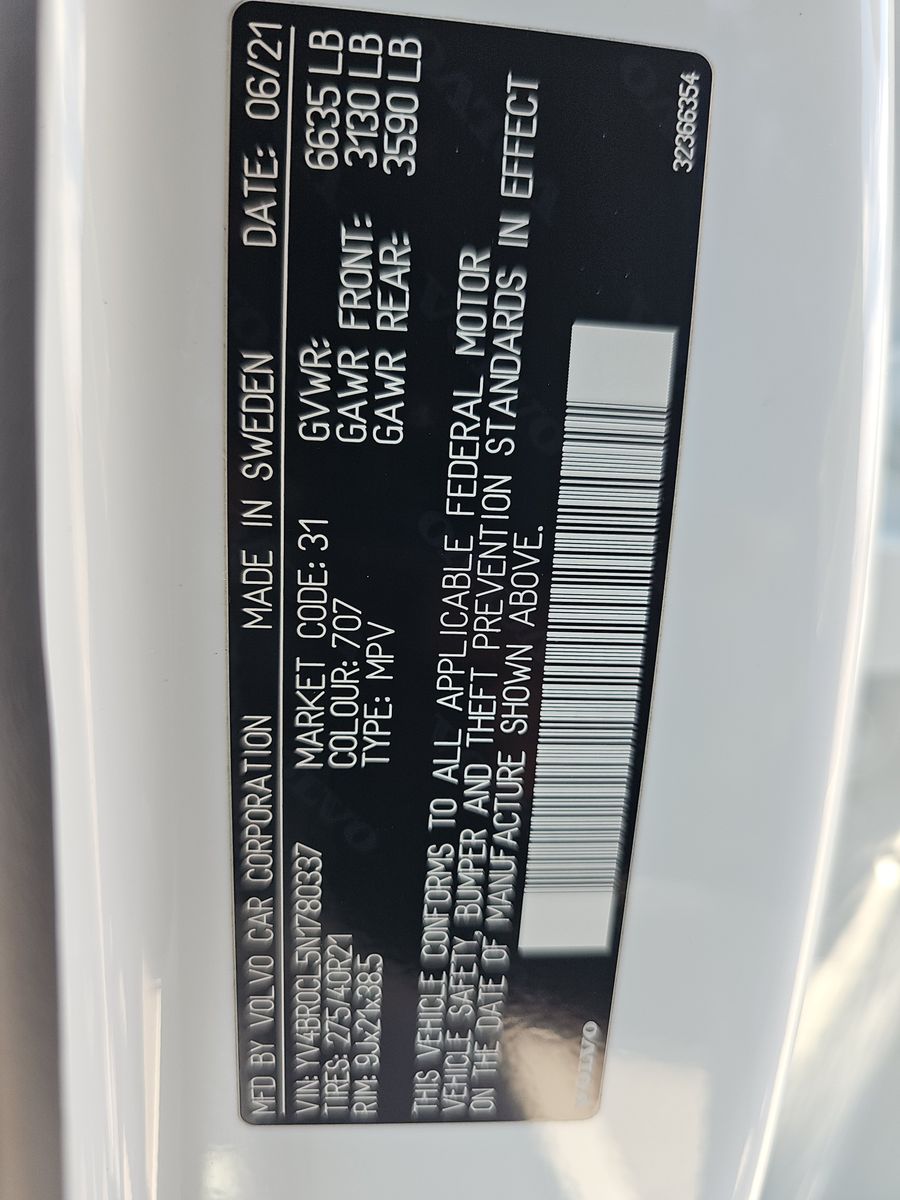 MFD BY VOLVO CAR CORPORATION MADE IN SWEDEN DATE: 06/21
VIN: YV4BR0CL5N1780337 MARKET CODE: 31 GVWR: 6635 LB
TIRES: 275/40R21 COLOUR: 707 GAWR FRONT: 3130 LB
RIM: 9Jx21x38.5 TYPE: MPV GAWR REAR: 3590 LB
THIS VEHICLE CONFORMS TO ALL APPLICABLE FEDERAL MOTOR
VEHICLE SAFETY, BUMPER AND THEFT PREVENTION STANDARDS IN EFFECT
ON THE DATE OF MANUFACTURE SHOWN ABOVE.
VOLVO 32366354